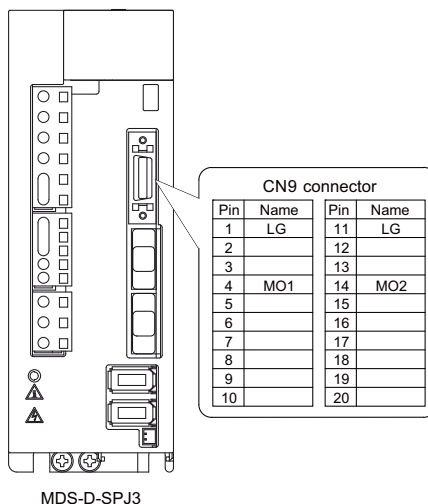 CN9 connector
Pin Name Pin Name
1 LG 11 LG
2 12
3 13
4 MO1 14 MO2
5 15
6 16
7 17
8 18
9 19
10 20
MDS-D-SPJ3